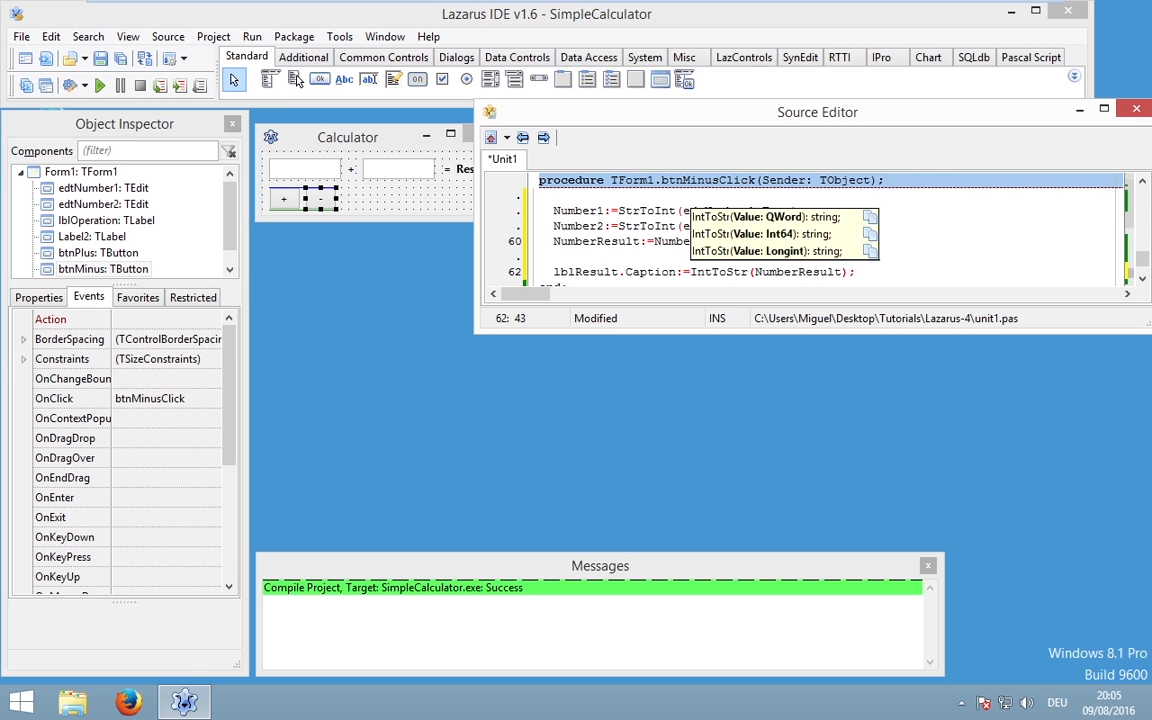 Lazarus IDE v1.6 - SimpleCalculator
File Edit Search View Source Project Run Package Tools Window Help
Standard Additional Common Controls Dialogs Data Controls Data Access System Misc LazControls SynEdit RTTI IPro Chart SQLdb Pascal Script
Ok Abc ab on
Object Inspector
Components (filter)
Form1: TForm1
edtNumber1: TEdit
edtNumber2: TEdit
lblOperation: TLabel
Label2: TLabel
btnPlus: TButton
btnMinus: TButton
Properties Events Favorites Restricted
Action
BorderSpacing (TControlBorderSpacin
Constraints (TSizeConstraints)
OnChangeBoun
OnClick btnMinusClick
OnContextPopu
OnDragDrop
OnDragOver
OnEndDrag
OnEnter
OnExit
OnKeyDown
OnKeyPress
OnKeyUp
Calculator
+ = Res
+ -
Source Editor
*Unit1
procedure TForm1.btnMinusClick(Sender: TObject);
Number1:=StrToInt(e
Number2:=StrToInt(e
60 NumberResult:=Numbe
IntToStr(Value: QWord): string;
IntToStr(Value: Int64): string;
IntToStr(Value: Longint): string;
62 lblResult.Caption:=IntToStr(NumberResult);
62: 43 Modified INS C:\Users\Miguel\Desktop\Tutorials\Lazarus-4\unit1.pas
Messages
Compile Project, Target: SimpleCalculator.exe: Success
Windows 8.1 Pro
Build 9600
DEU 20:05
09/08/2016